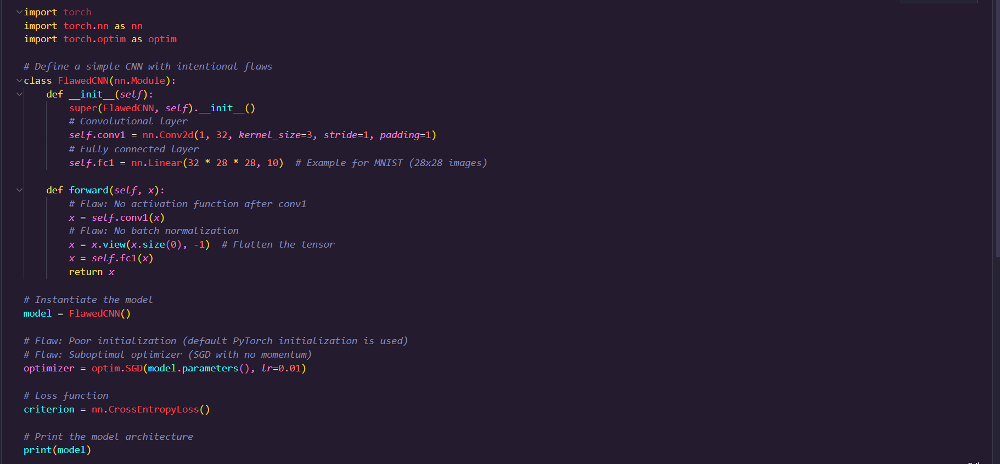 import torch
import torch.nn as nn
import torch.optim as optim

# Define a simple CNN with intentional flaws
class FlawedCNN(nn.Module):
    def __init__(self):
        super(FlawedCNN, self).__init__()
        # Convolutional layer
        self.conv1 = nn.Conv2d(1, 32, kernel_size=3, stride=1, padding=1)
        # Fully connected layer
        self.fc1 = nn.Linear(32 * 28 * 28, 10)  # Example for MNIST (28x28 images)

    def forward(self, x):
        # Flaw: No activation function after conv1
        x = self.conv1(x)
        # Flaw: No batch normalization
        x = x.view(x.size(0), -1)  # Flatten the tensor
        x = self.fc1(x)
        return x

# Instantiate the model
model = FlawedCNN()

# Flaw: Poor initialization (default PyTorch initialization is used)
# Flaw: Suboptimal optimizer (SGD with no momentum)
optimizer = optim.SGD(model.parameters(), lr=0.01)

# Loss function
criterion = nn.CrossEntropyLoss()

# Print the model architecture
print(model)